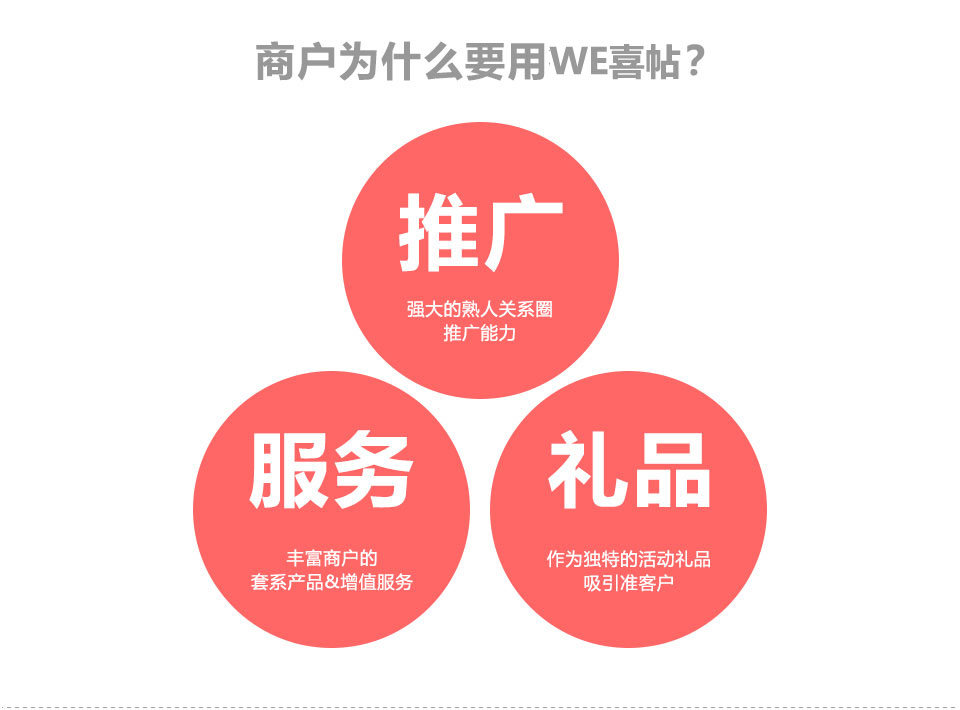 商户为什么要用WE喜帖？
推广
强大的熟人关系圈
推广能力
服务
丰富商户的
套系产品&增值服务
礼品
作为独特的活动礼品
吸引准客户